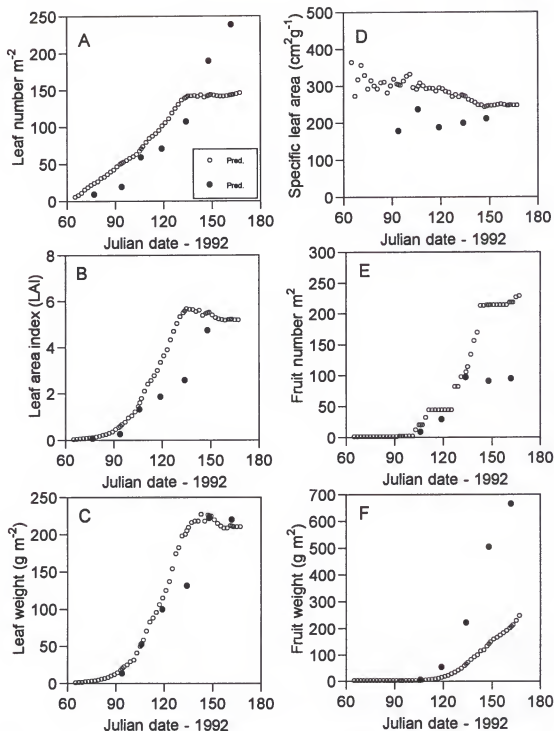 A
Leaf number m-2
250
200
150
100
50
0
60 90 120 150 180
Julian date - 1992
Pred.
Pred.
D
Specific leaf area (cm2g-1)
500
400
300
200
100
0
60 90 120 150 180
Julian date - 1992
B
Leaf area index (LAI)
8
6
4
2
0
60 90 120 150 180
Julian date - 1992
E
Fruit number m2
300
250
200
150
100
50
0
60 90 120 150 180
Julian date - 1992
C
Leaf weight (g m-2)
250
200
150
100
50
0
60 90 120 150 180
Julian date - 1992
F
Fruit weight (g m-2)
700
600
500
400
300
200
100
0
60 90 120 150 180
Julian date - 1992